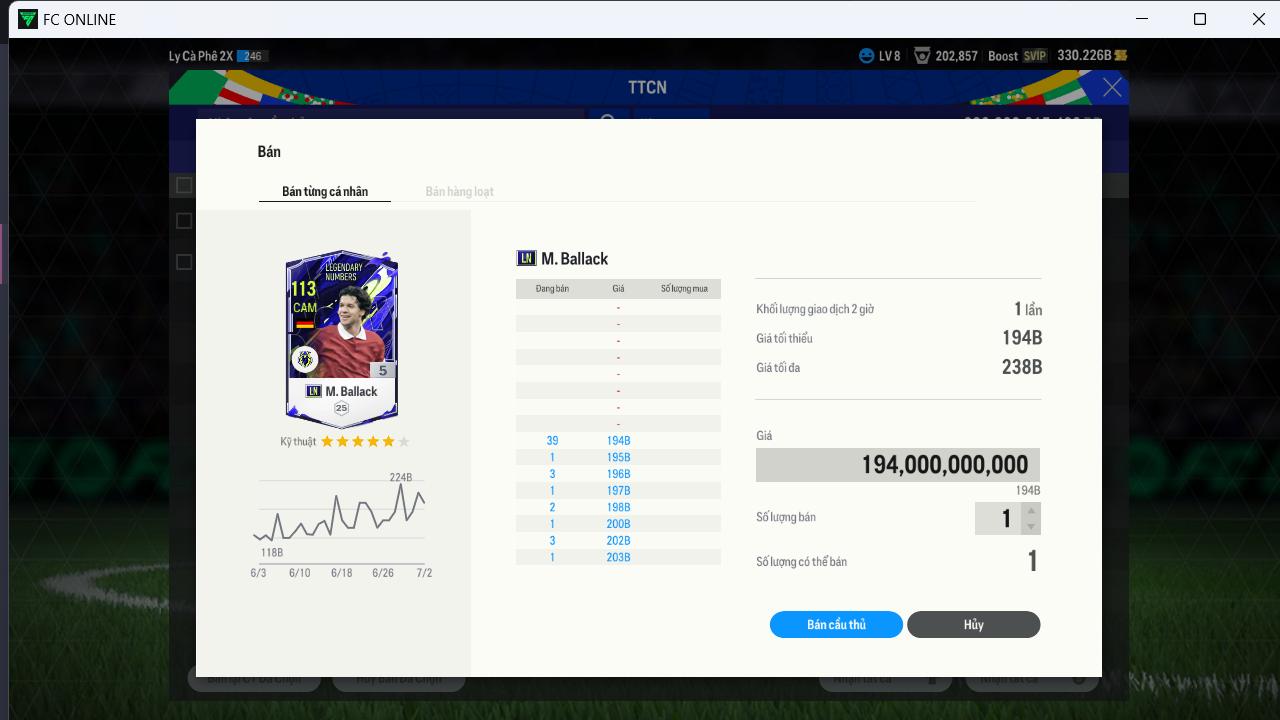 FC ONLINE
Ly Cà Phê 2X 246 LV 8 202,857 Boost SVIP 330.226B
TTCN
Bán
Bán từng cá nhân Bán hàng loạt
LEGENDARY
NUMBERS
113
CAM
5
LN M. Ballack
25
Kỹ thuật
224B
118B
6/3 6/10 6/18 6/26 7/2
LN M. Ballack
Đang bán Giá Số lượng mua
-
-
-
-
-
-
-
-
39 194B
1 195B
3 196B
1 197B
2 198B
1 200B
3 202B
1 203B
Khối lượng giao dịch 2 giờ 1 lần
Giá tối thiểu 194B
Giá tối đa 238B
Giá
194,000,000,000
194B
Số lượng bán 1
Số lượng có thể bán 1
Bán cầu thủ Hủy